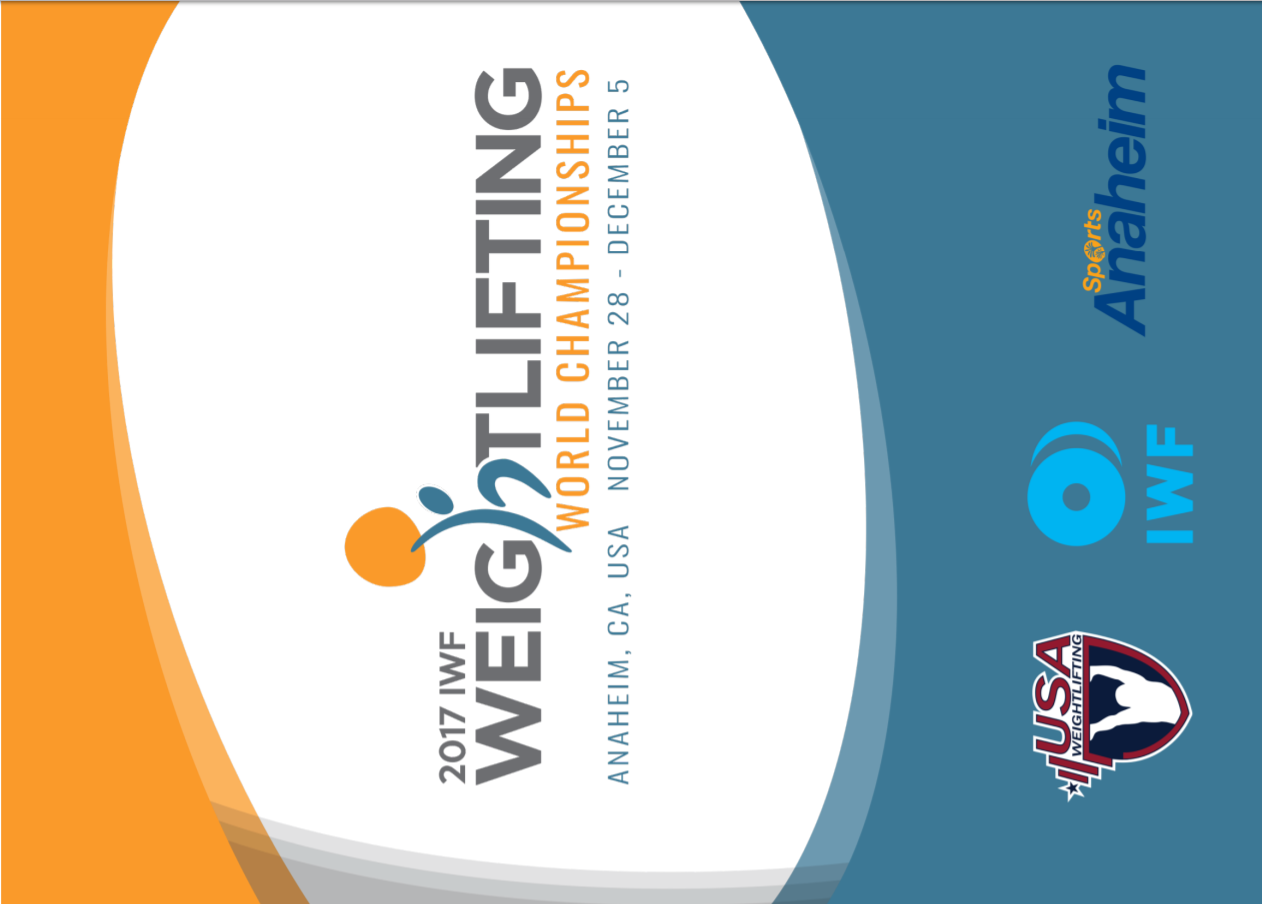 2017 IWF
WEIGHTLIFTING
WORLD CHAMPIONSHIPS
ANAHEIM, CA, USA NOVEMBER 28 - DECEMBER 5
USA
WEIGHTLIFTING
IWF
Sports
Anaheim